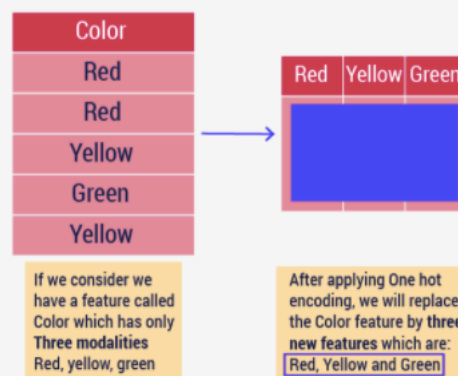 Color
Red
Red
Yellow
Green
Yellow
Red Yellow Green
If we consider we
have a feature called
Color which has only
Three modalities
Red, yellow, green
After applying One hot
encoding, we will replace
the Color feature by three
new features which are:
Red, Yellow and Green